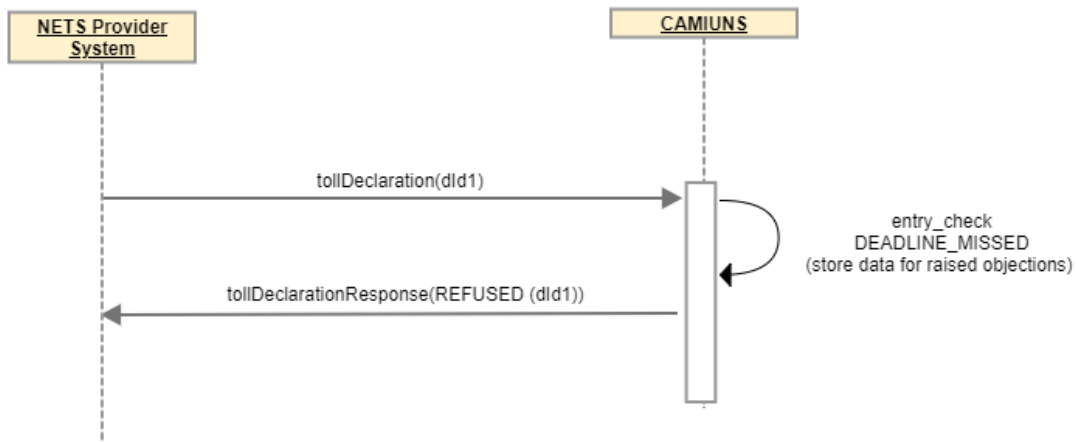 NETS Provider
System
CAMIUNS
tollDeclaration(dId1)
entry_check
DEADLINE_MISSED
(store data for raised objections)
tollDeclarationResponse(REFUSED (dId1))